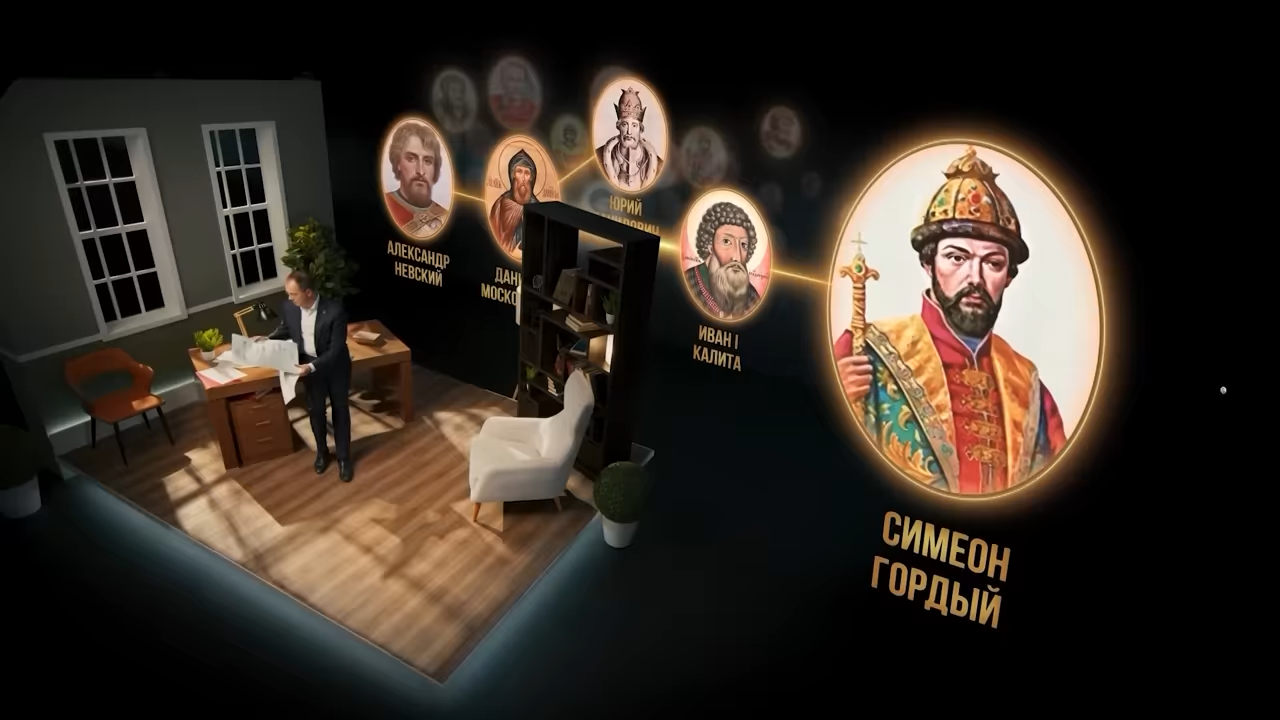 АЛЕКСАНДР
НЕВСКИЙ
ЮРИЙ
ИВАН I
КАЛИТА
СИМЕОН
ГОРДЫЙ